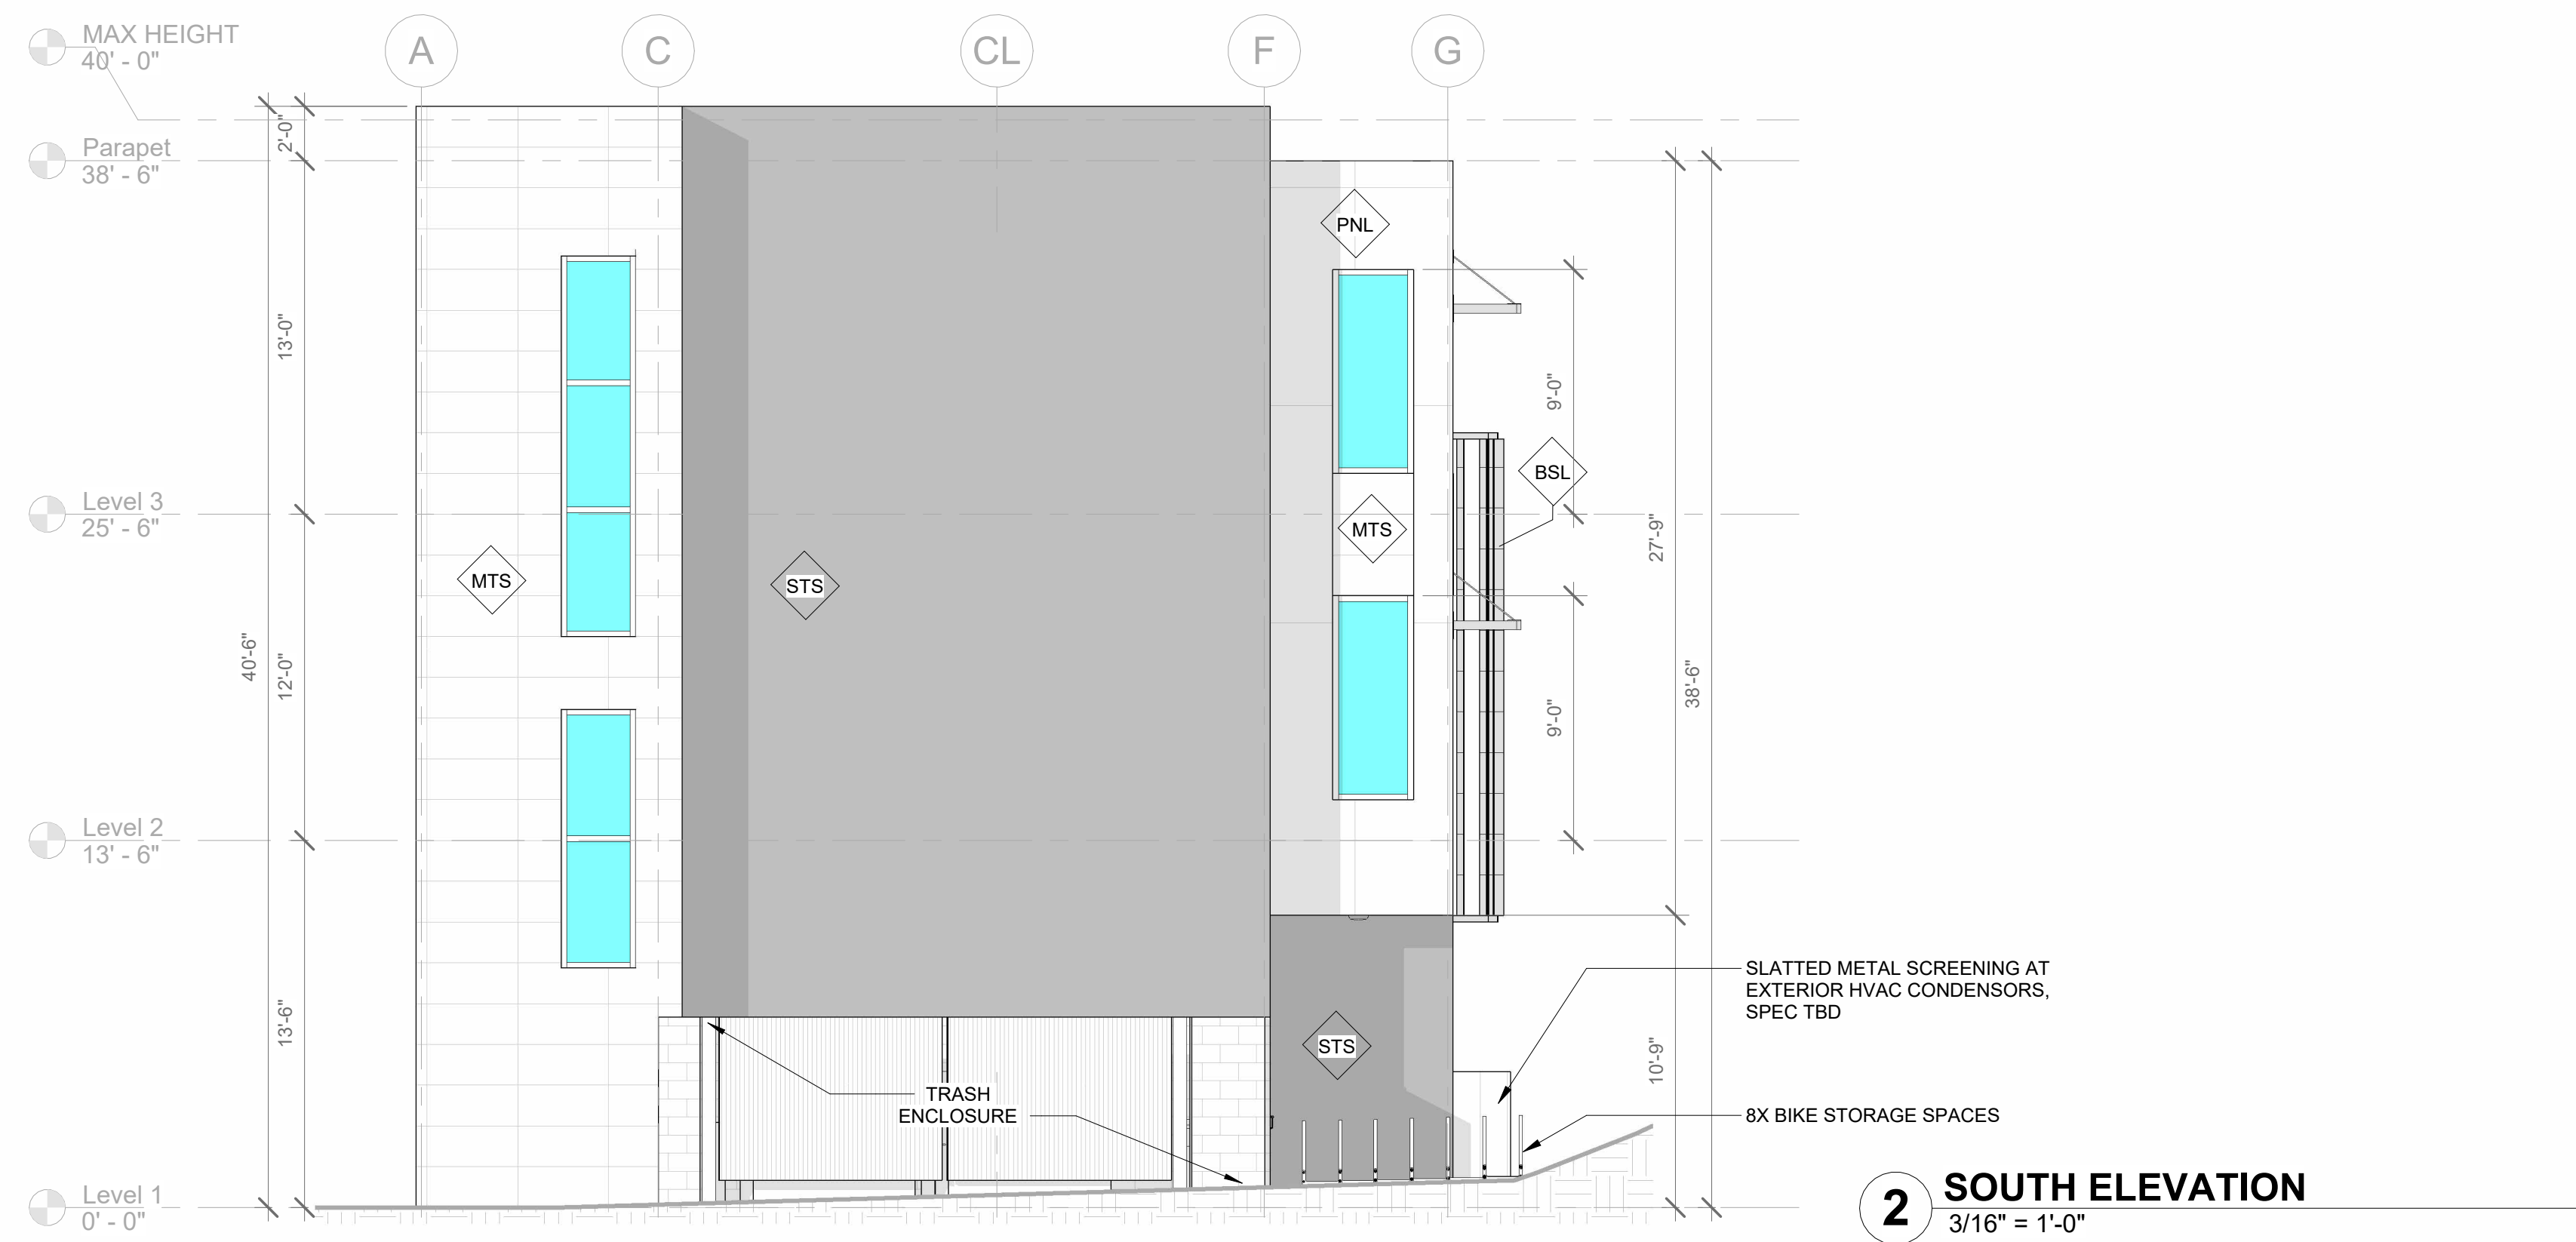 MAX HEIGHT
40' - 0"
A
C
CL
F
G
Parapet
38' - 6"
2'-0"
PNL
13'-0"
9'-0"
BSL
Level 3
25' - 6"
MTS
27'-9"
MTS
STS
40'-6"
12'-0"
38'-6"
9'-0"
Level 2
13' - 6"
SLATTED METAL SCREENING AT
EXTERIOR HVAC CONDENSORS,
SPEC TBD
13'-6"
STS
10'-9"
TRASH
ENCLOSURE
8X BIKE STORAGE SPACES
Level 1
0' - 0"
2
SOUTH ELEVATION
3/16" = 1'-0"